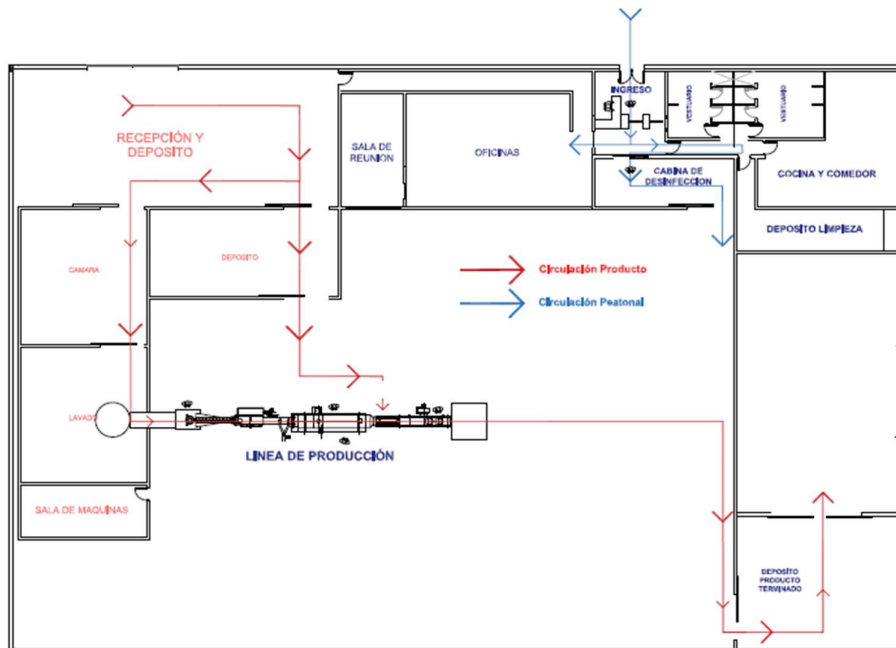 INGRESO
VESTUARIO
VESTUARIO
RECEPCIÓN Y
DEPOSITO
SALA DE
REUNION
OFICINAS
CABINA DE
DESINFECCION
COCINA Y COMEDOR
DEPOSITO LIMPIEZA
CAMARA
DEPOSITO
Circulación Producto
Circulación Peatonal
LAVADO
LINEA DE PRODUCCIÓN
SALA DE MAQUINAS
DEPOSITO
PRODUCTO
TERMINADO